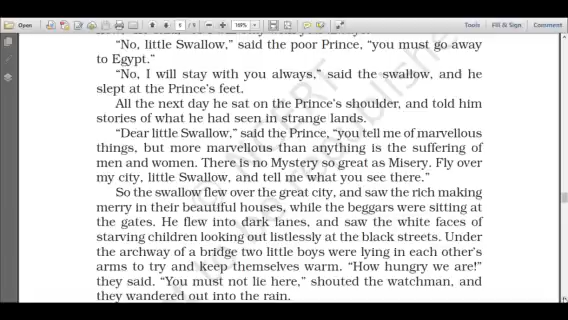 Open
6
6
169%
Tools
Fill & Sign
Comment
“No, little Swallow,” said the poor Prince, “you must go away
to Egypt.”
“No, I will stay with you always,” said the swallow, and he
slept at the Prince’s feet.
All the next day he sat on the Prince’s shoulder, and told him
stories of what he had seen in strange lands.
“Dear little Swallow,” said the Prince, “you tell me of marvellous
things, but more marvellous than anything is the suffering of
men and women. There is no Mystery so great as Misery. Fly over
my city, little Swallow, and tell me what you see there.”
So the swallow flew over the great city, and saw the rich making
merry in their beautiful houses, while the beggars were sitting at
the gates. He flew into dark lanes, and saw the white faces of
starving children looking out listlessly at the black streets. Under
the archway of a bridge two little boys were lying in each other’s
arms to try and keep themselves warm. “How hungry we are!”
they said. “You must not lie here,” shouted the watchman, and
they wandered out into the rain.